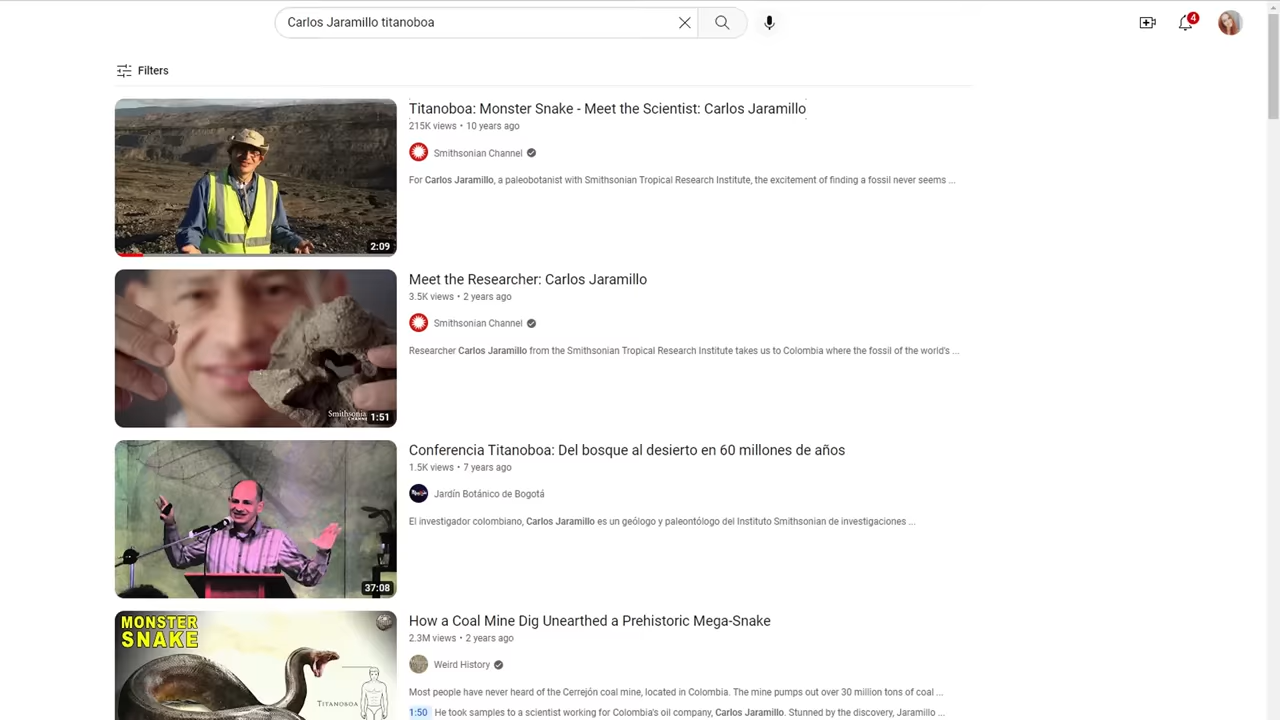 Carlos Jaramillo titanoboa
4
Filters
Titanoboa: Monster Snake - Meet the Scientist: Carlos Jaramillo
215K views • 10 years ago
Smithsonian Channel
For Carlos Jaramillo, a paleobotanist with Smithsonian Tropical Research Institute, the excitement of finding a fossil never seems ...
2:09
Meet the Researcher: Carlos Jaramillo
3.5K views • 2 years ago
Smithsonian Channel
Researcher Carlos Jaramillo from the Smithsonian Tropical Research Institute takes us to Colombia where the fossil of the world's ...
Smithsonian
CHANNEL
1:51
Conferencia Titanoboa: Del bosque al desierto en 60 millones de años
1.5K views • 7 years ago
Jardín Botánico de Bogotá
El investigador colombiano, Carlos Jaramillo es un geólogo y paleontólogo del Instituto Smithsonian de investigaciones ...
37:08
MONSTER
SNAKE
TITANOBOA
How a Coal Mine Dig Unearthed a Prehistoric Mega-Snake
2.3M views • 2 years ago
Weird History
Most people have never heard of the Cerrejón coal mine, located in Colombia. The mine pumps out over 30 million tons of coal ...
1:50 He took samples to a scientist working for Colombia's oil company, Carlos Jaramillo. Stunned by the discovery, Jaramillo ...